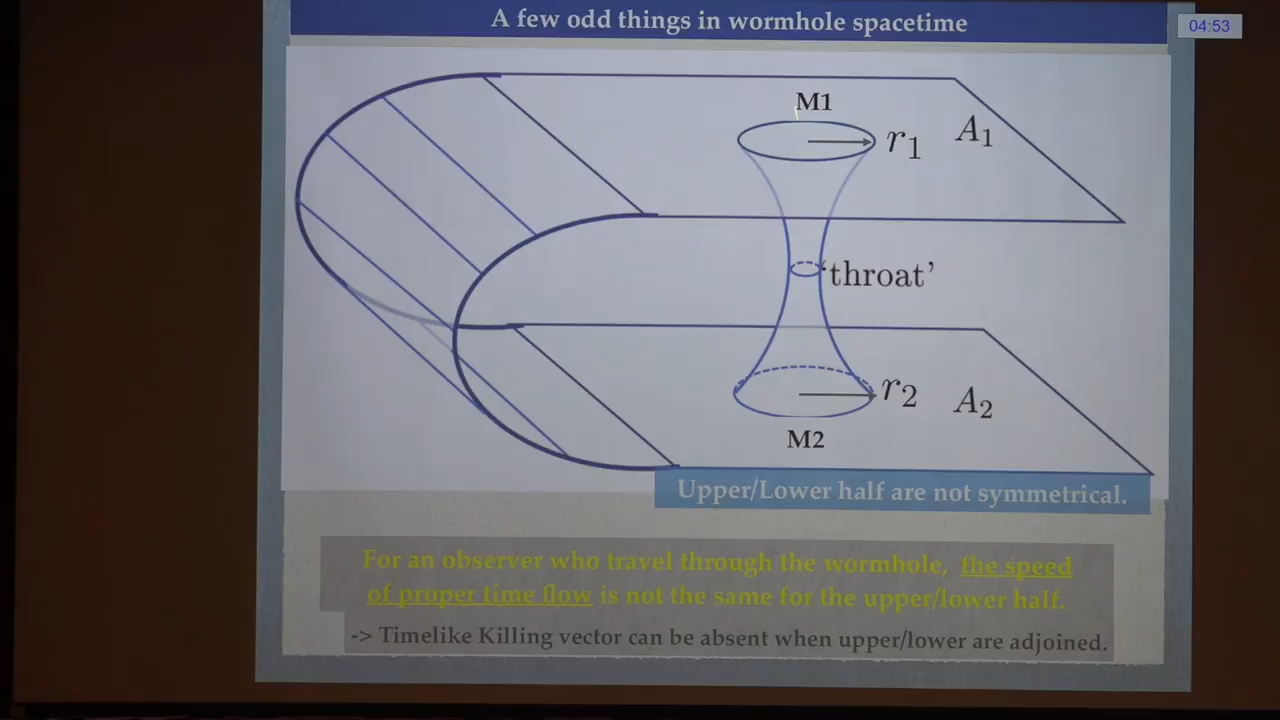 A few odd things in wormhole spacetime
04:53
M1
r1
A1
'throat'
r2
A2
M2
Upper/Lower half are not symmetrical.
For an observer who travel through the wormhole, the speed
of proper time flow is not the same for the upper/lower half.
-> Timelike Killing vector can be absent when upper/lower are adjoined.